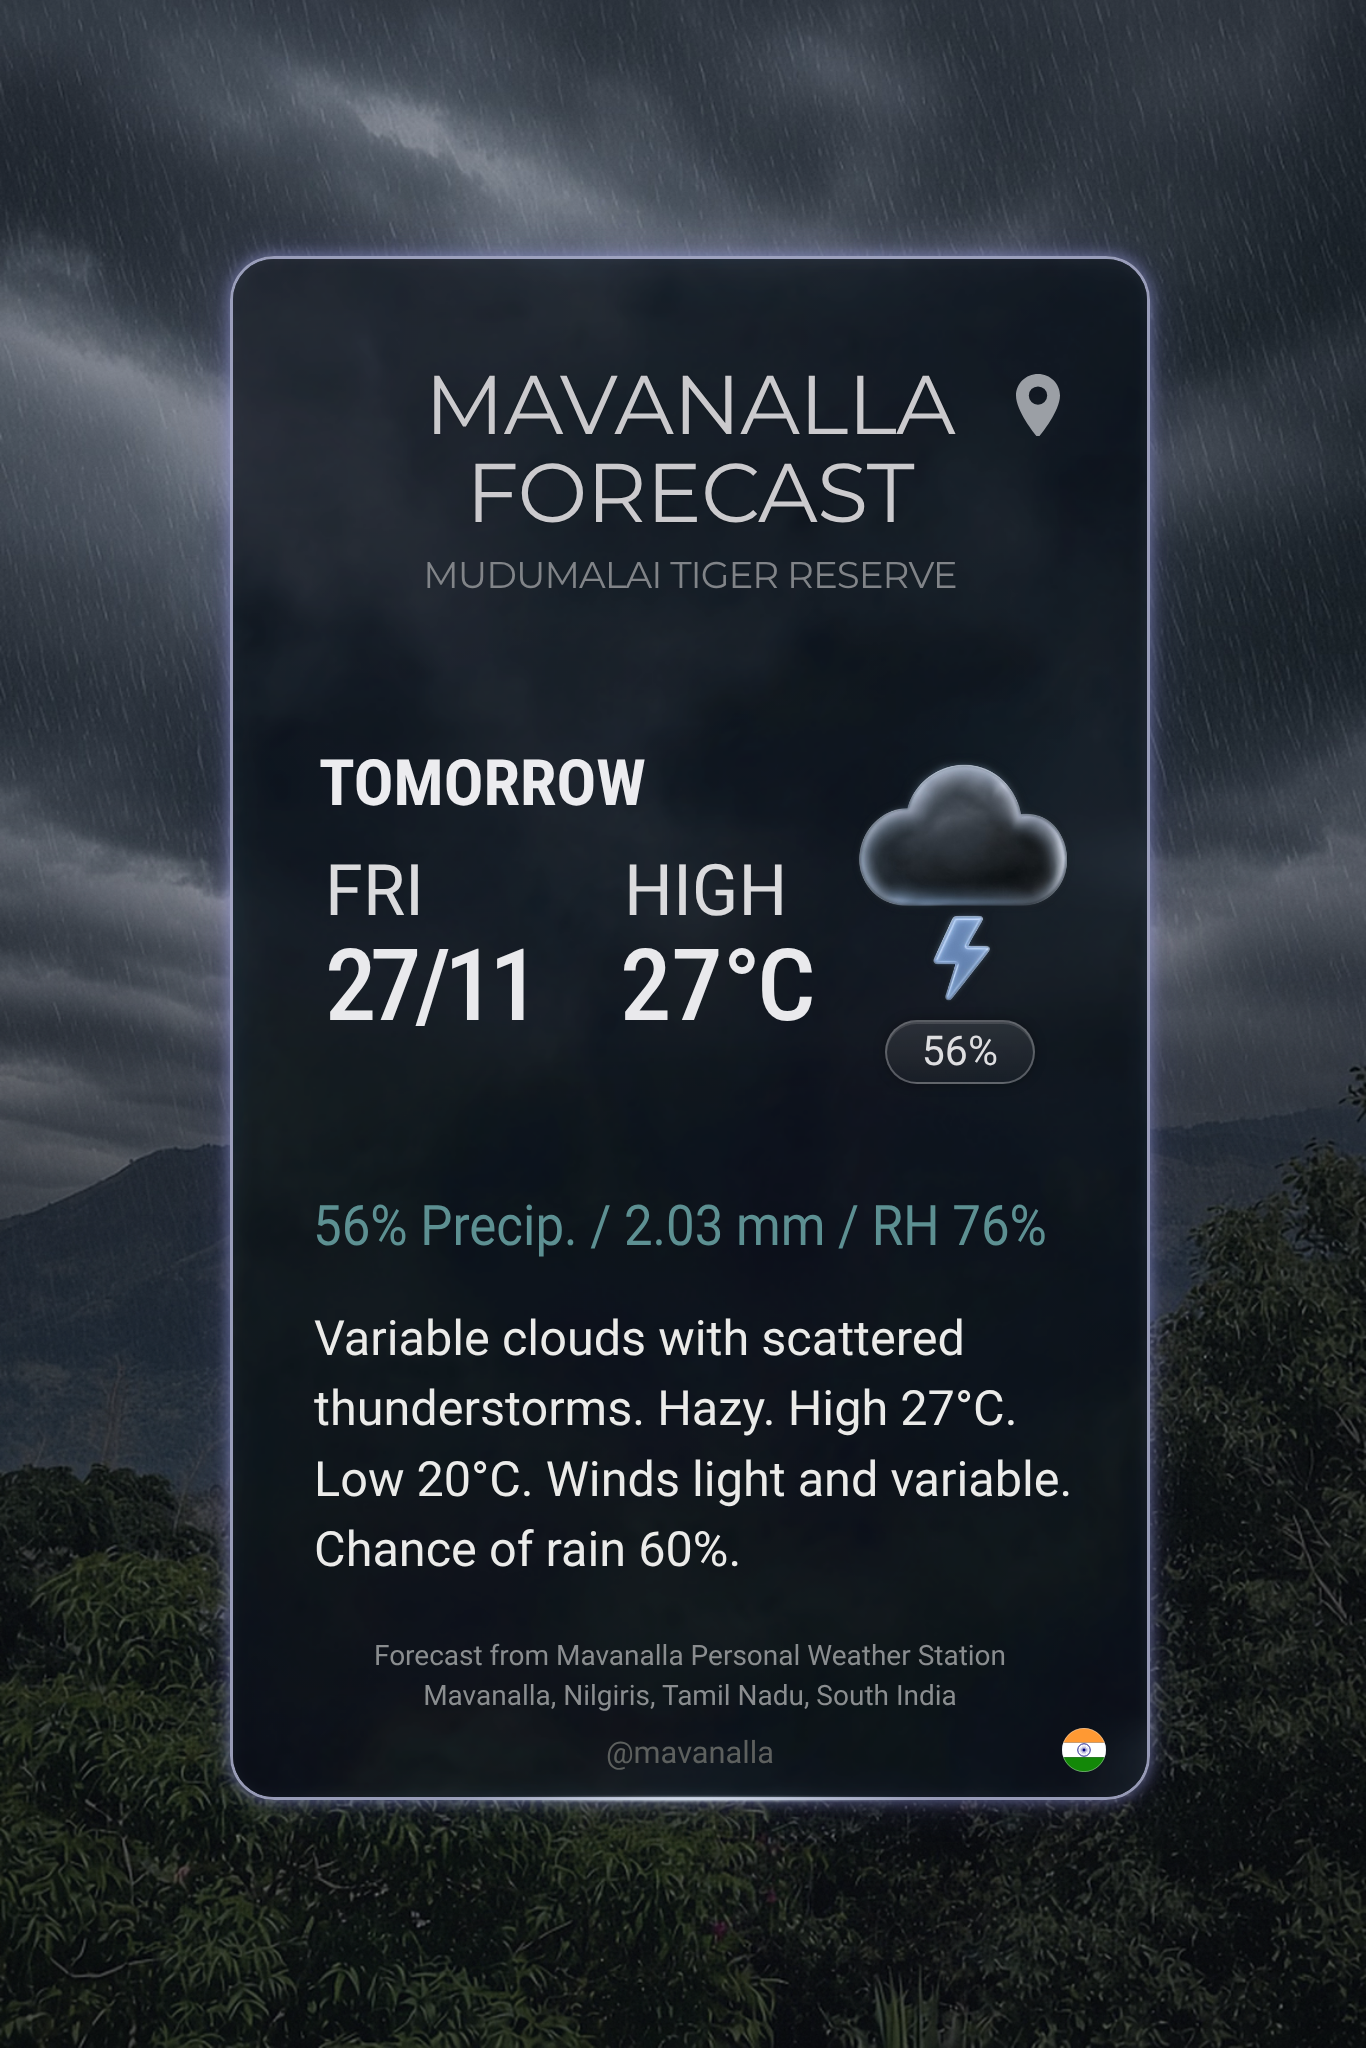 MAVANALLA
FORECAST
MUDUMALAI TIGER RESERVE
TOMORROW
FRI
27/11
HIGH
27°C
56%
56% Precip. / 2.03 mm / RH 76%
Variable clouds with scattered
thunderstorms. Hazy. High 27°C.
Low 20°C. Winds light and variable.
Chance of rain 60%.
Forecast from Mavanalla Personal Weather Station
Mavanalla, Nilgiris, Tamil Nadu, South India
@mavanalla